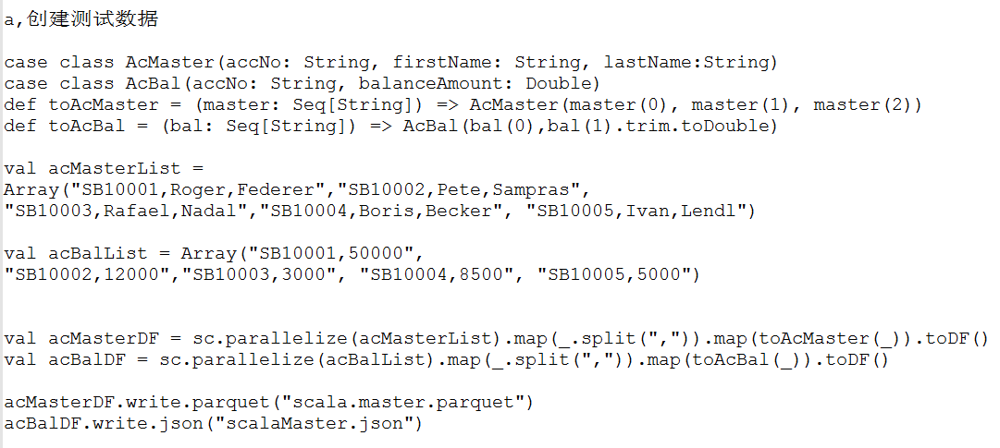 a,创建测试数据
case class AcMaster(accNo: String, firstName: String, lastName:String)
case class AcBal(accNo: String, balanceAmount: Double)
def toAcMaster = (master: Seq[String]) => AcMaster(master(0), master(1), master(2))
def toAcBal = (bal: Seq[String]) => AcBal(bal(0),bal(1).trim.toDouble)
val acMasterList =
Array("SB10001,Roger,Federer","SB10002,Pete,Sampras",
"SB10003,Rafael,Nadal","SB10004,Boris,Becker", "SB10005,Ivan,Lendl")
val acBalList = Array("SB10001,50000",
"SB10002,12000","SB10003,3000", "SB10004,8500", "SB10005,5000")
val acMasterDF = sc.parallelize(acMasterList).map(_.split(",")).map(toAcMaster(_)).toDF()
val acBalDF = sc.parallelize(acBalList).map(_.split(",")).map(toAcBal(_)).toDF()
acMasterDF.write.parquet("scala.master.parquet")
acBalDF.write.json("scalaMaster.json")